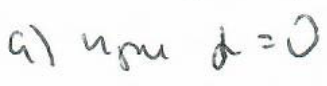 а) при α = 0